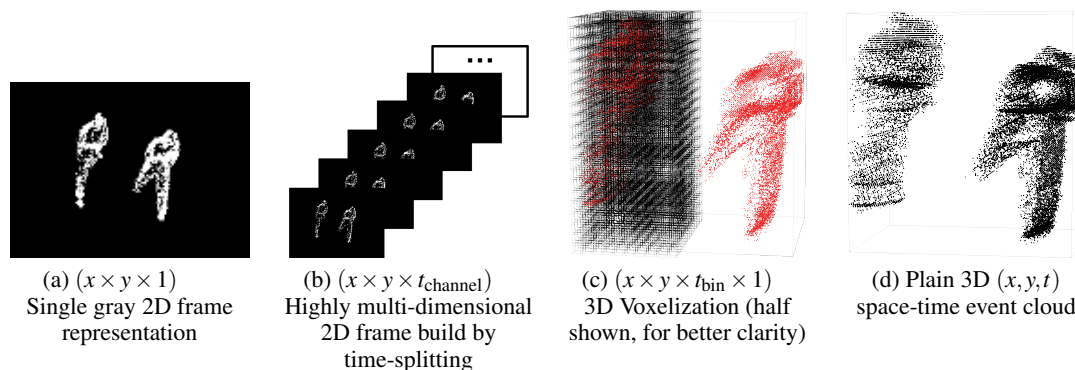 (a) (x × y × 1)
Single gray 2D frame
representation
(b) (x × y × t_channel)
Highly multi-dimensional
2D frame build by
time-splitting
(c) (x × y × t_bin × 1)
3D Voxelization (half
shown, for better clarity)
(d) Plain 3D (x,y,t)
space-time event cloud